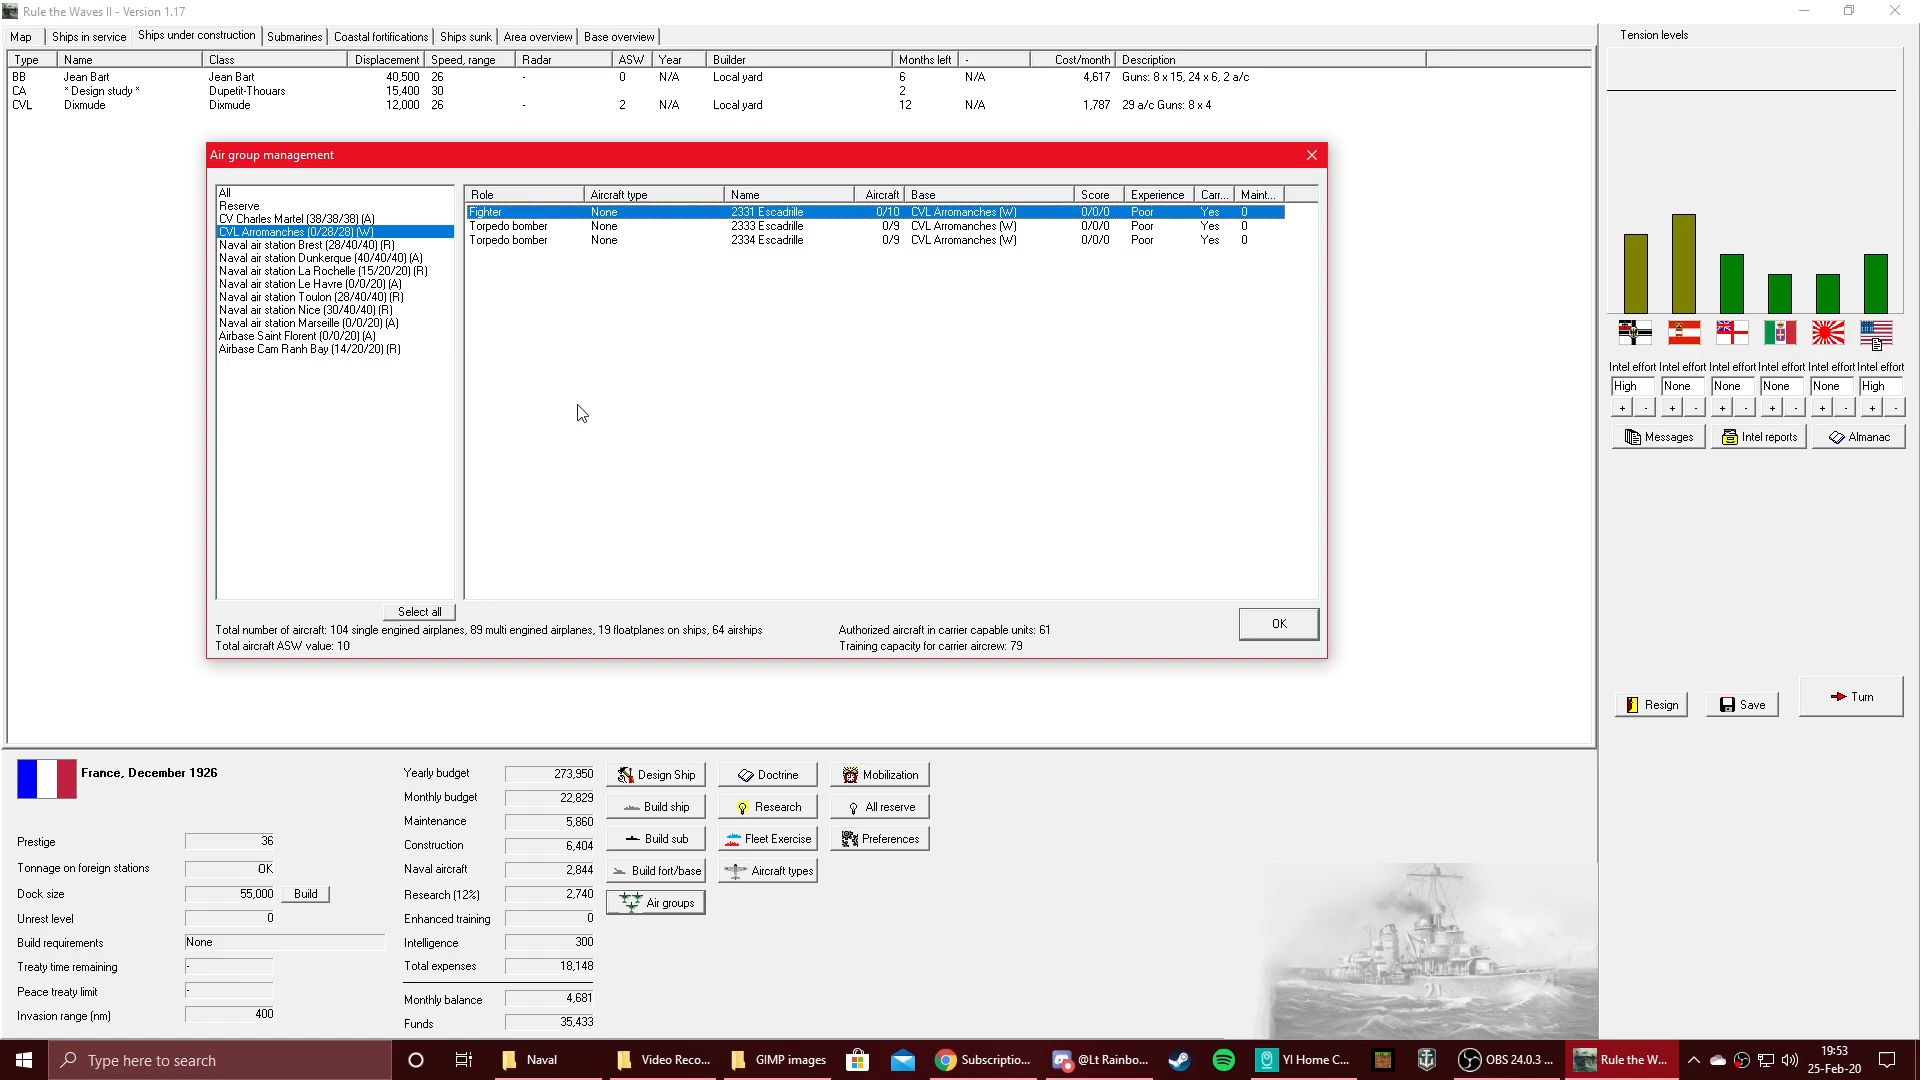 Rule the Waves II - Version 1.17
Map Ships in service Ships under construction Submarines Coastal fortifications Ships sunk Area overview Base overview
Type Name Class Displacement Speed, range Radar ASW Year Builder Months left - Cost/month Description
BB Jean Bart Jean Bart 40,500 26 - 0 N/A Local yard 6 N/A 4,617 Guns: 8 x 15, 24 x 6, 2 a/c
CA * Design study * Dupetit-Thouars 15,400 30 2
CVL Dixmude Dixmude 12,000 26 - 2 N/A Local yard 12 N/A 1,787 29 a/c Guns: 8 x 4
Air group management
All
Reserve
CV Charles Martel (38/38/38) (A)
CVL Arromanches (0/28/28) (W)
Naval air station Brest (28/40/40) (R)
Naval air station Dunkerque (40/40/40) (A)
Naval air station La Rochelle (15/20/20) (R)
Naval air station Le Havre (0/0/20) (A)
Naval air station Toulon (28/40/40) (R)
Naval air station Nice (30/40/40) (R)
Naval air station Marseille (0/0/20) (A)
Airbase Saint Florent (0/0/20) (A)
Airbase Cam Ranh Bay (14/20/20) (R)
Select all
Role Aircraft type Name Aircraft Base Score Experience Carr... Maint...
Fighter None 2331 Escadrille 0/10 CVL Arromanches (W) 0/0/0 Poor Yes 0
Torpedo bomber None 2333 Escadrille 0/9 CVL Arromanches (W) 0/0/0 Poor Yes 0
Torpedo bomber None 2334 Escadrille 0/9 CVL Arromanches (W) 0/0/0 Poor Yes 0
Total number of aircraft: 104 single engined airplanes, 89 multi engined airplanes, 19 floatplanes on ships, 64 airships
Total aircraft ASW value: 10
Authorized aircraft in carrier capable units: 61
Training capacity for carrier aircrew: 79
OK
Tension levels
Intel effort Intel effort Intel effort Intel effort Intel effort Intel effort
High None None None None High
+ - + - + - + - + - + -
Messages Intel reports Almanac
Resign Save Turn
France, December 1926
Prestige 36
Tonnage on foreign stations OK
Dock size 55,000 Build
Unrest level 0
Build requirements None
Treaty time remaining -
Peace treaty limit -
Invasion range (nm) 400
Yearly budget 273,950
Monthly budget 22,829
Maintenance 5,860
Construction 6,404
Naval aircraft 2,844
Research (12%) 2,740
Enhanced training 0
Intelligence 300
Total expenses 18,148
Monthly balance 4,681
Funds 35,433
Design Ship Doctrine Mobilization
Build ship Research All reserve
Build sub Fleet Exercise Preferences
Build fort/base Aircraft types
Air groups
21
Type here to search
Naval
Video Reco...
GIMP images
Subscriptio...
@Lt Rainbo...
YI Home C...
OBS 24.0.3 ...
Rule the W...
19:53
25-Feb-20